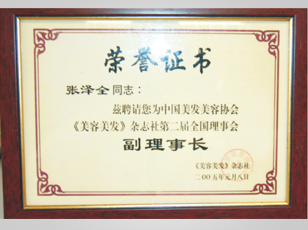 荣誉证书
张泽全同志：
兹聘请您为中国美发美容协会
《美容美发》杂志社第二届全国理事会
副理事长
《美容美发》杂志社
二00五年元月八日